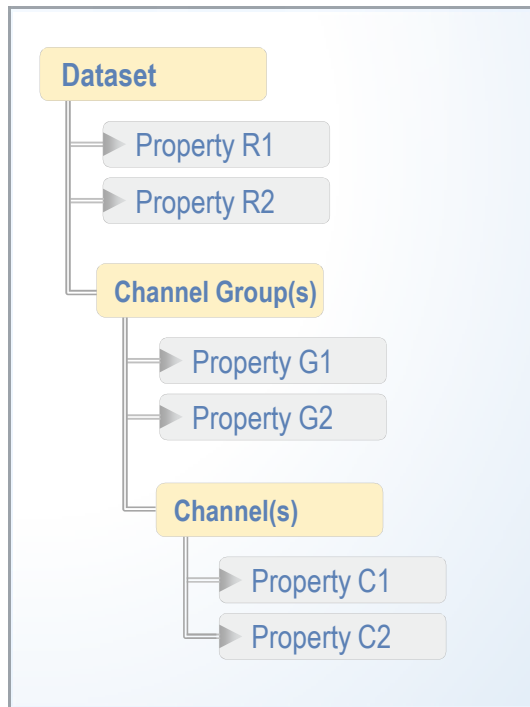 Dataset
Property R1
Property R2
Channel Group(s)
Property G1
Property G2
Channel(s)
Property C1
Property C2